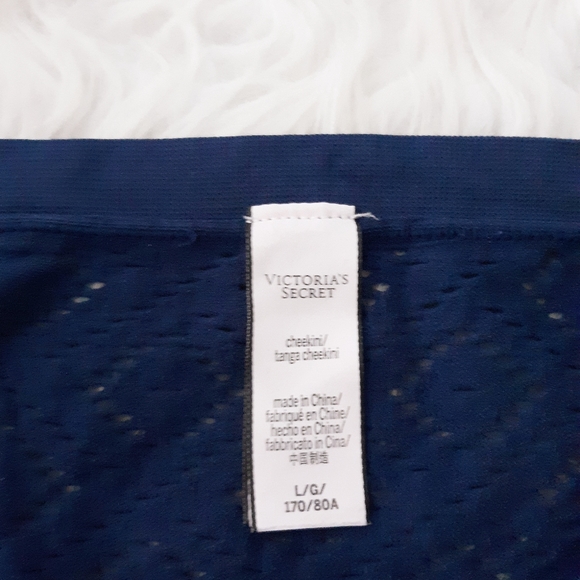 VICTORIA'S
SECRET
cheekini/
tanga cheekini
made in China/
fabriqué en Chine/
hecho en China/
fabbricato in Cina/
中国制造
L/G/
170/80A